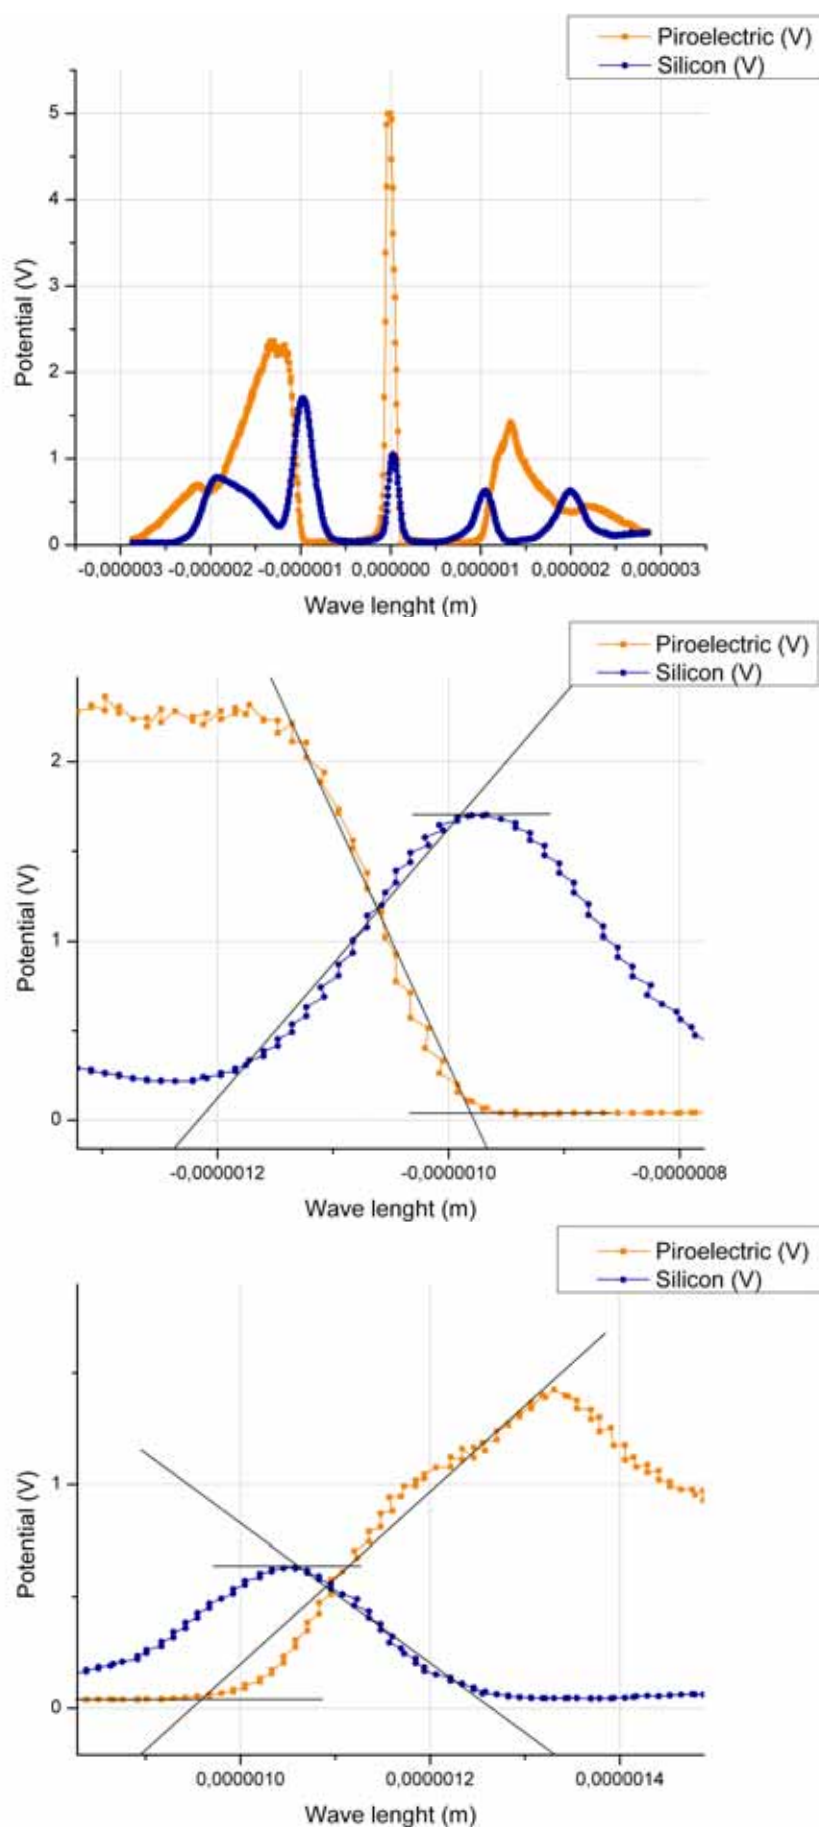 Piroelectric (V)
Silicon (V)
5
4
3
2
1
0
Potential (V)
-0,000003 -0,000002 -0,000001 0,000000 0,000001 0,000002 0,000003
Wave lenght (m)
Piroelectric (V)
Silicon (V)
2
1
0
Potential (V)
-0,0000012 -0,0000010 -0,0000008
Wave lenght (m)
Piroelectric (V)
Silicon (V)
1
0
Potential (V)
0,0000010 0,0000012 0,0000014
Wave lenght (m)